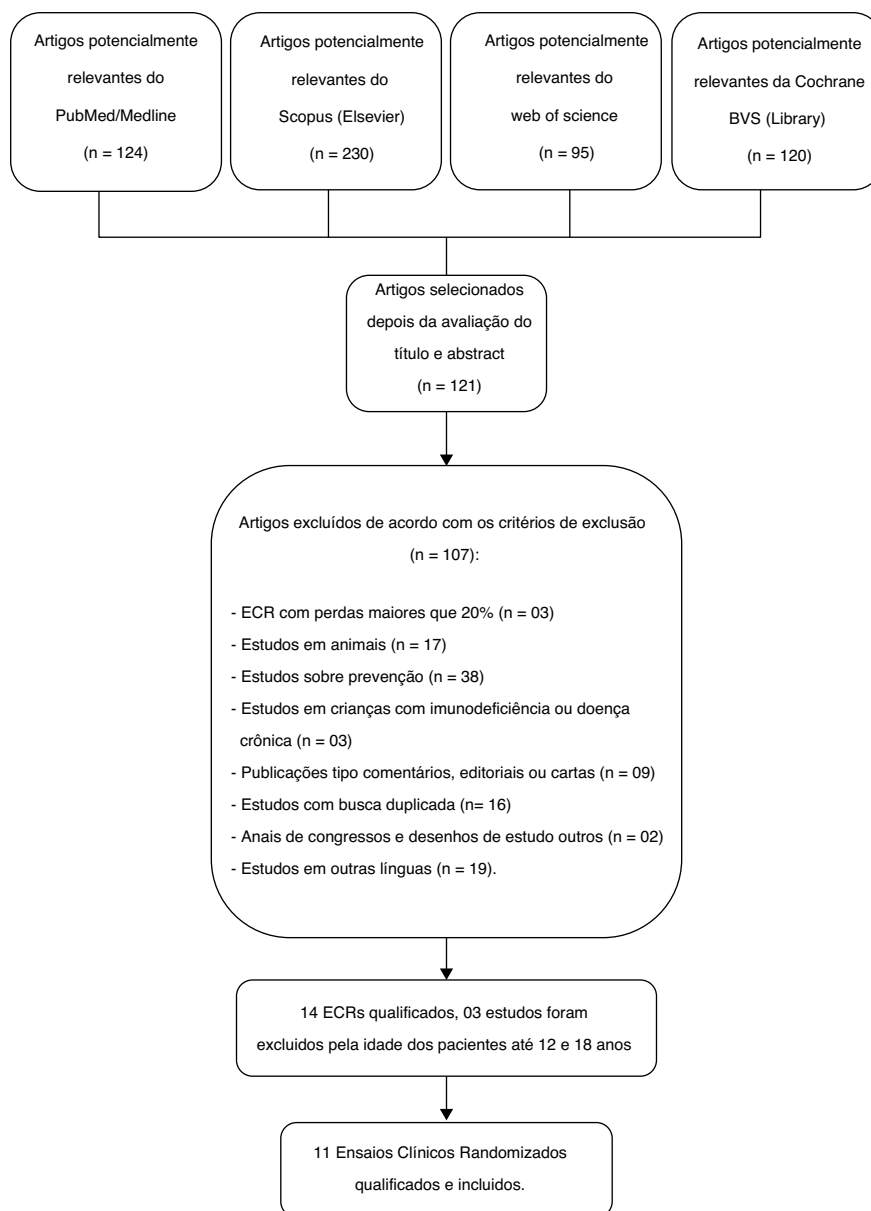 Artigos potencialmente
relevantes do
PubMed/Medline
(n = 124)
Artigos potencialmente
relevantes do
Scopus (Elsevier)
(n = 230)
Artigos potencialmente
relevantes do
web of science
(n = 95)
Artigos potencialmente
relevantes da Cochrane
BVS (Library)
(n = 120)
Artigos selecionados
depois da avaliação do
título e abstract
(n = 121)
Artigos excluídos de acordo com os critérios de exclusão
(n = 107):
- ECR com perdas maiores que 20% (n = 03)
- Estudos em animais (n = 17)
- Estudos sobre prevenção (n = 38)
- Estudos em crianças com imunodeficiência ou doença
crônica (n = 03)
- Publicações tipo comentários, editoriais ou cartas (n = 09)
- Estudos com busca duplicada (n= 16)
- Anais de congressos e desenhos de estudo outros (n = 02)
- Estudos em outras línguas (n = 19).
14 ECRs qualificados, 03 estudos foram
excluidos pela idade dos pacientes até 12 e 18 anos
11 Ensaios Clínicos Randomizados
qualificados e incluidos.